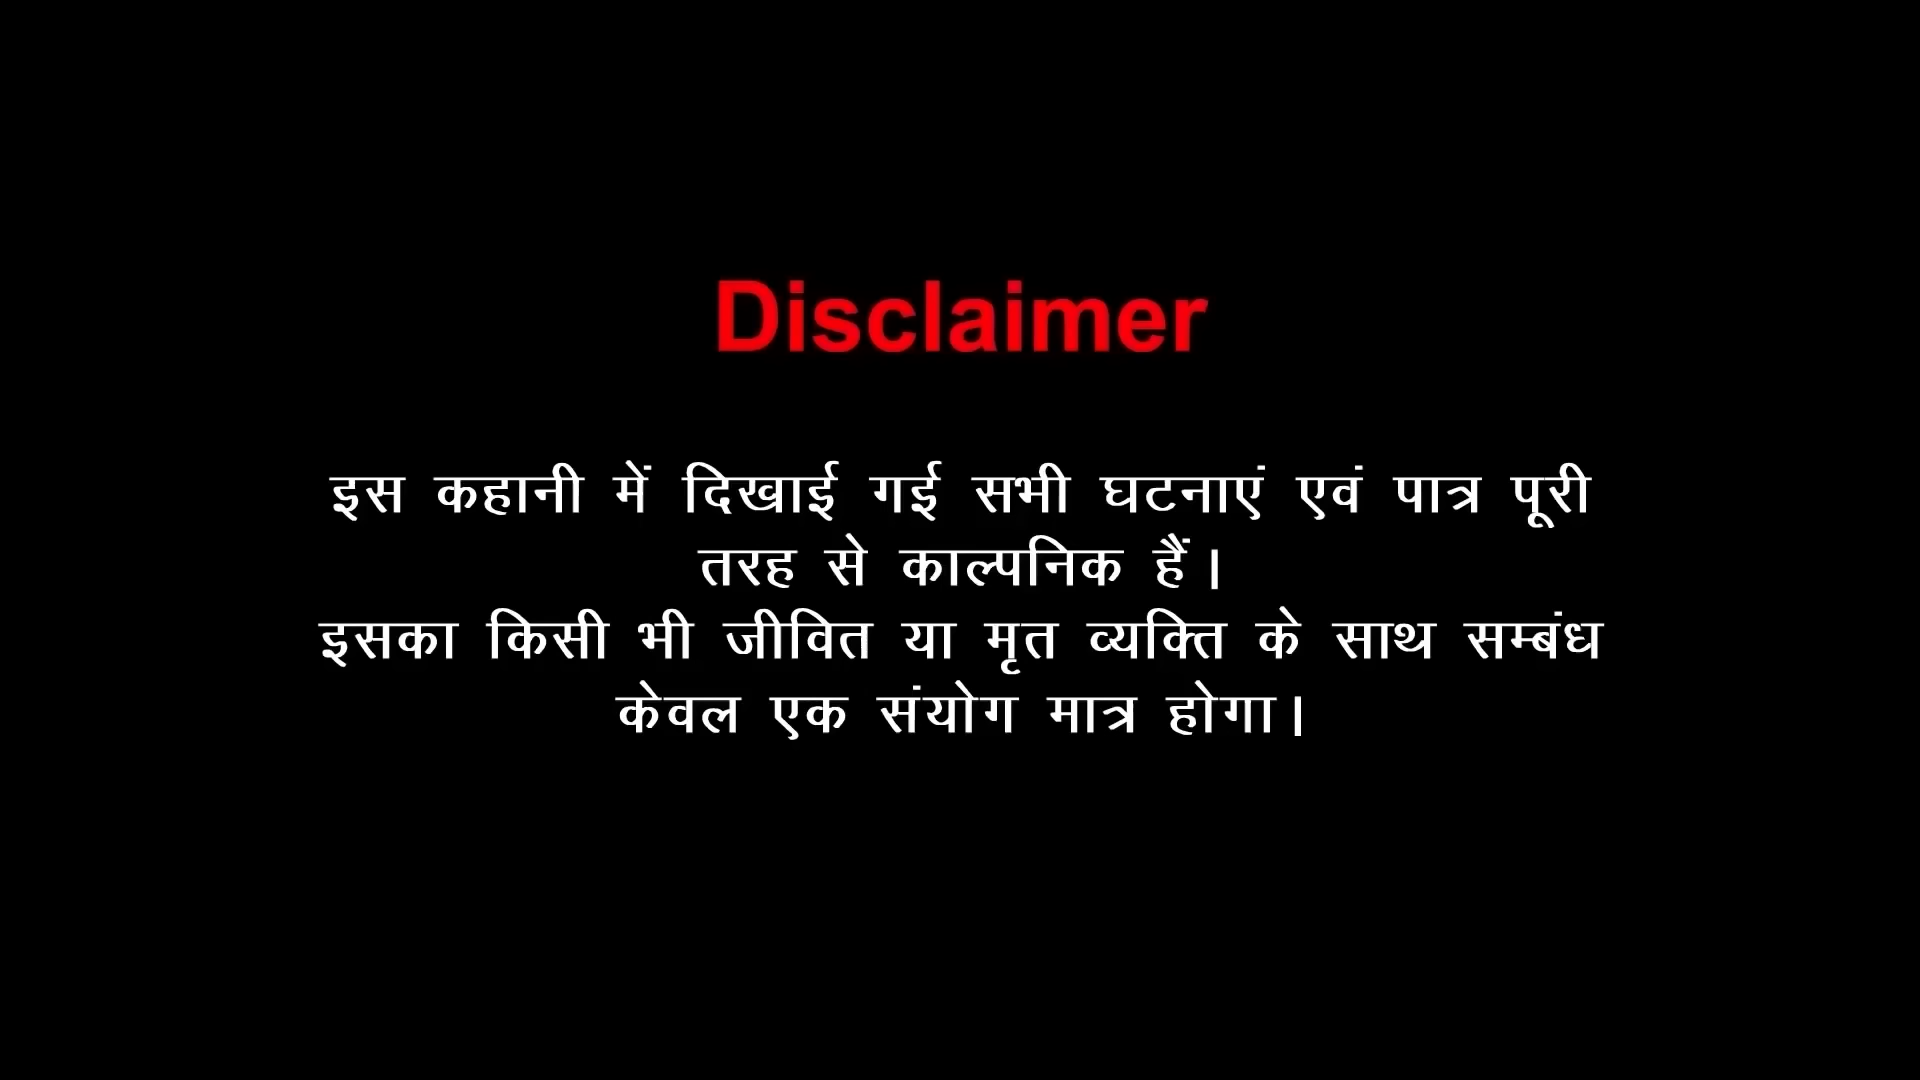 Disclaimer
इस कहानी में दिखाई गई सभी घटनाएं एवं पात्र पूरी
तरह से काल्पनिक हैं।
इसका किसी भी जीवित या मृत व्यक्ति के साथ सम्बंध
केवल एक संयोग मात्र होगा।